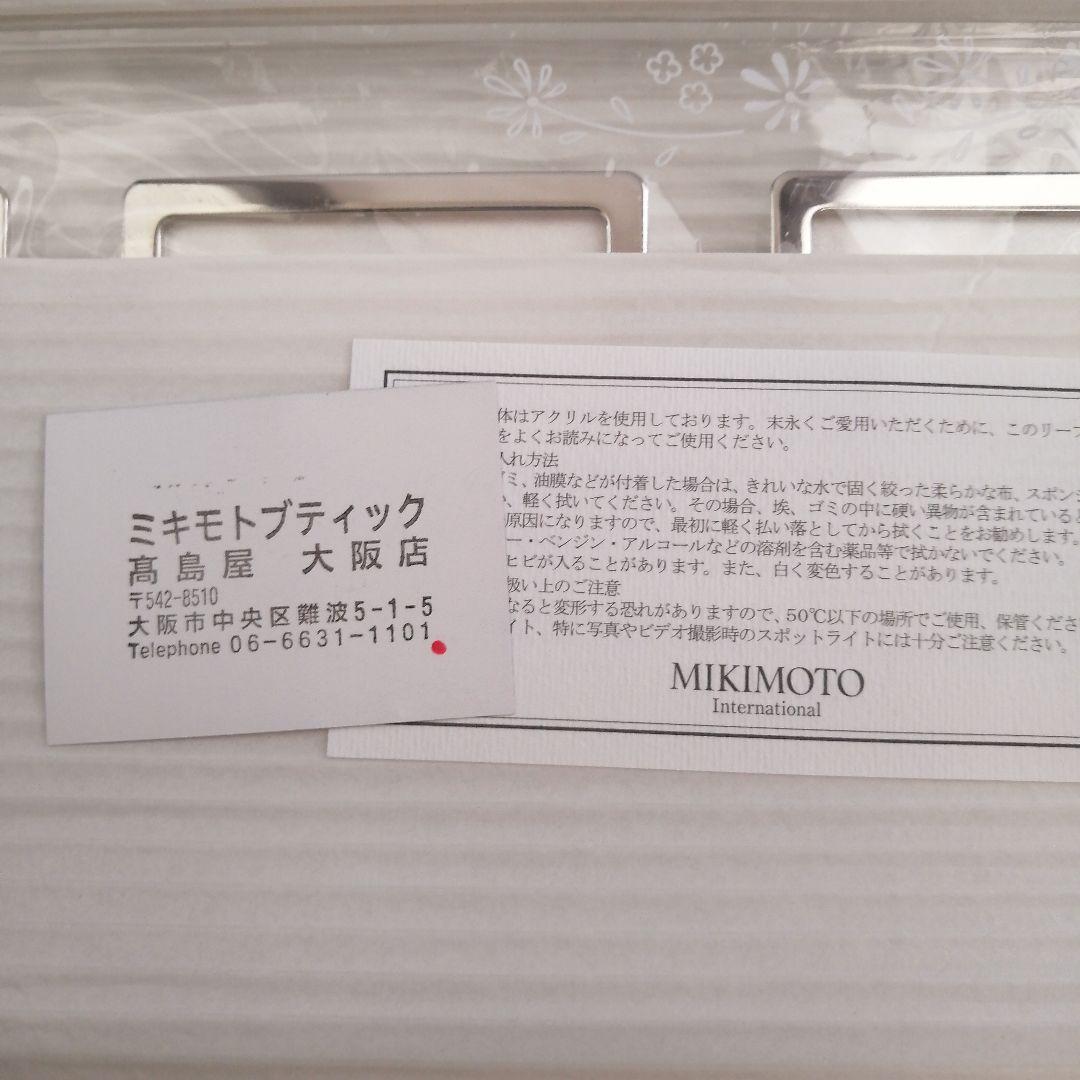 ミキモトブティック
髙島屋 大阪店
〒542-8510
大阪市中央区難波5-1-5
Telephone 06-6631-1101
体はアクリルを使用しております。末永くご愛用いただくために、このリーフ
をよくお読みになってご使用ください。
入れ方法
ミ、油膜などが付着した場合は、きれいな水で固く絞った柔らかな布、スポンジ
、軽く拭いてください。その場合、埃、ゴミの中に硬い異物が含まれていると
原因になりますので、最初に軽く払い落としてから拭くことをお勧めします。
ー・ベンジン・アルコールなどの溶剤を含む薬品等で拭かないでください。
ヒビが入ることがあります。また、白く変色することがあります。
扱い上のご注意
なると変形する恐れがありますので、50℃以下の場所でご使用、保管くださ
イト、特に写真やビデオ撮影時のスポットライトには十分ご注意ください。
MIKIMOTO
International